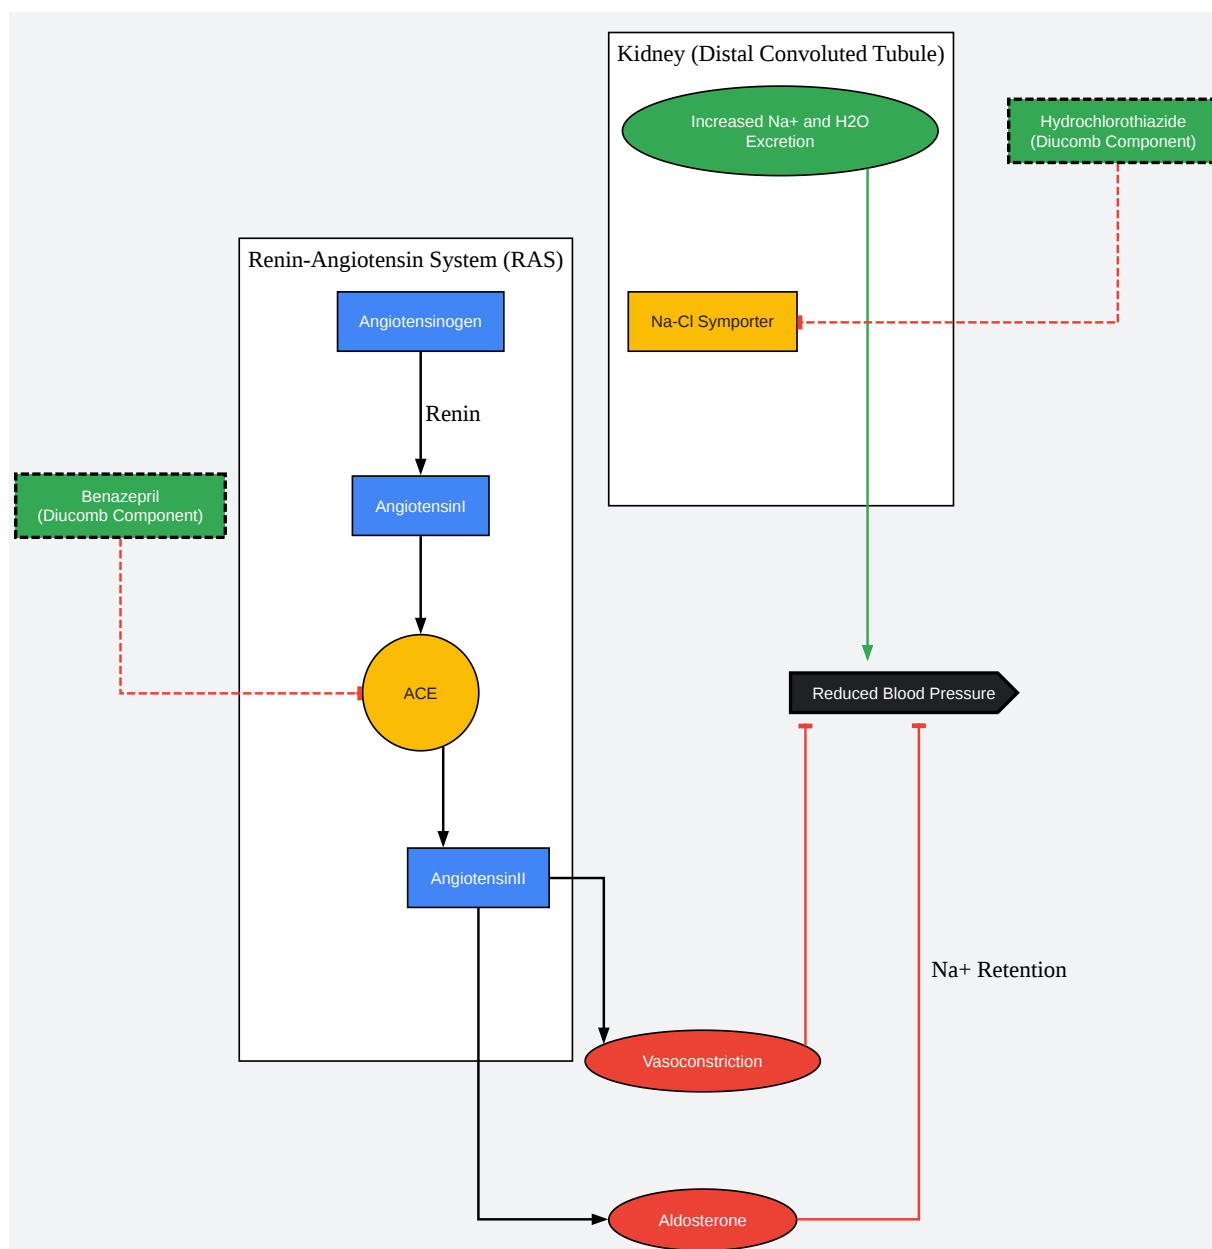 Kidney (Distal Convoluted Tubule)
Increased Na+ and H2O
Excretion
Hydrochlorothiazide
(Diucomb Component)
Renin-Angiotensin System (RAS)
Angiotensinogen
Na-Cl Symporter
Renin
Benazepril
(Diucomb Component)
AngiotensinI
ACE
Reduced Blood Pressure
AngiotensinII
Na+ Retention
Vasoconstriction
Aldosterone